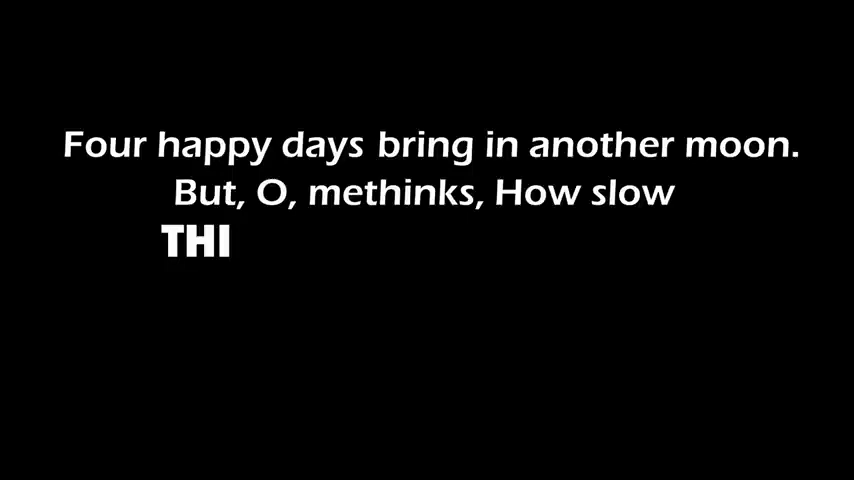 Four happy days bring in another moon.
But, O, methinks, How slow
THI